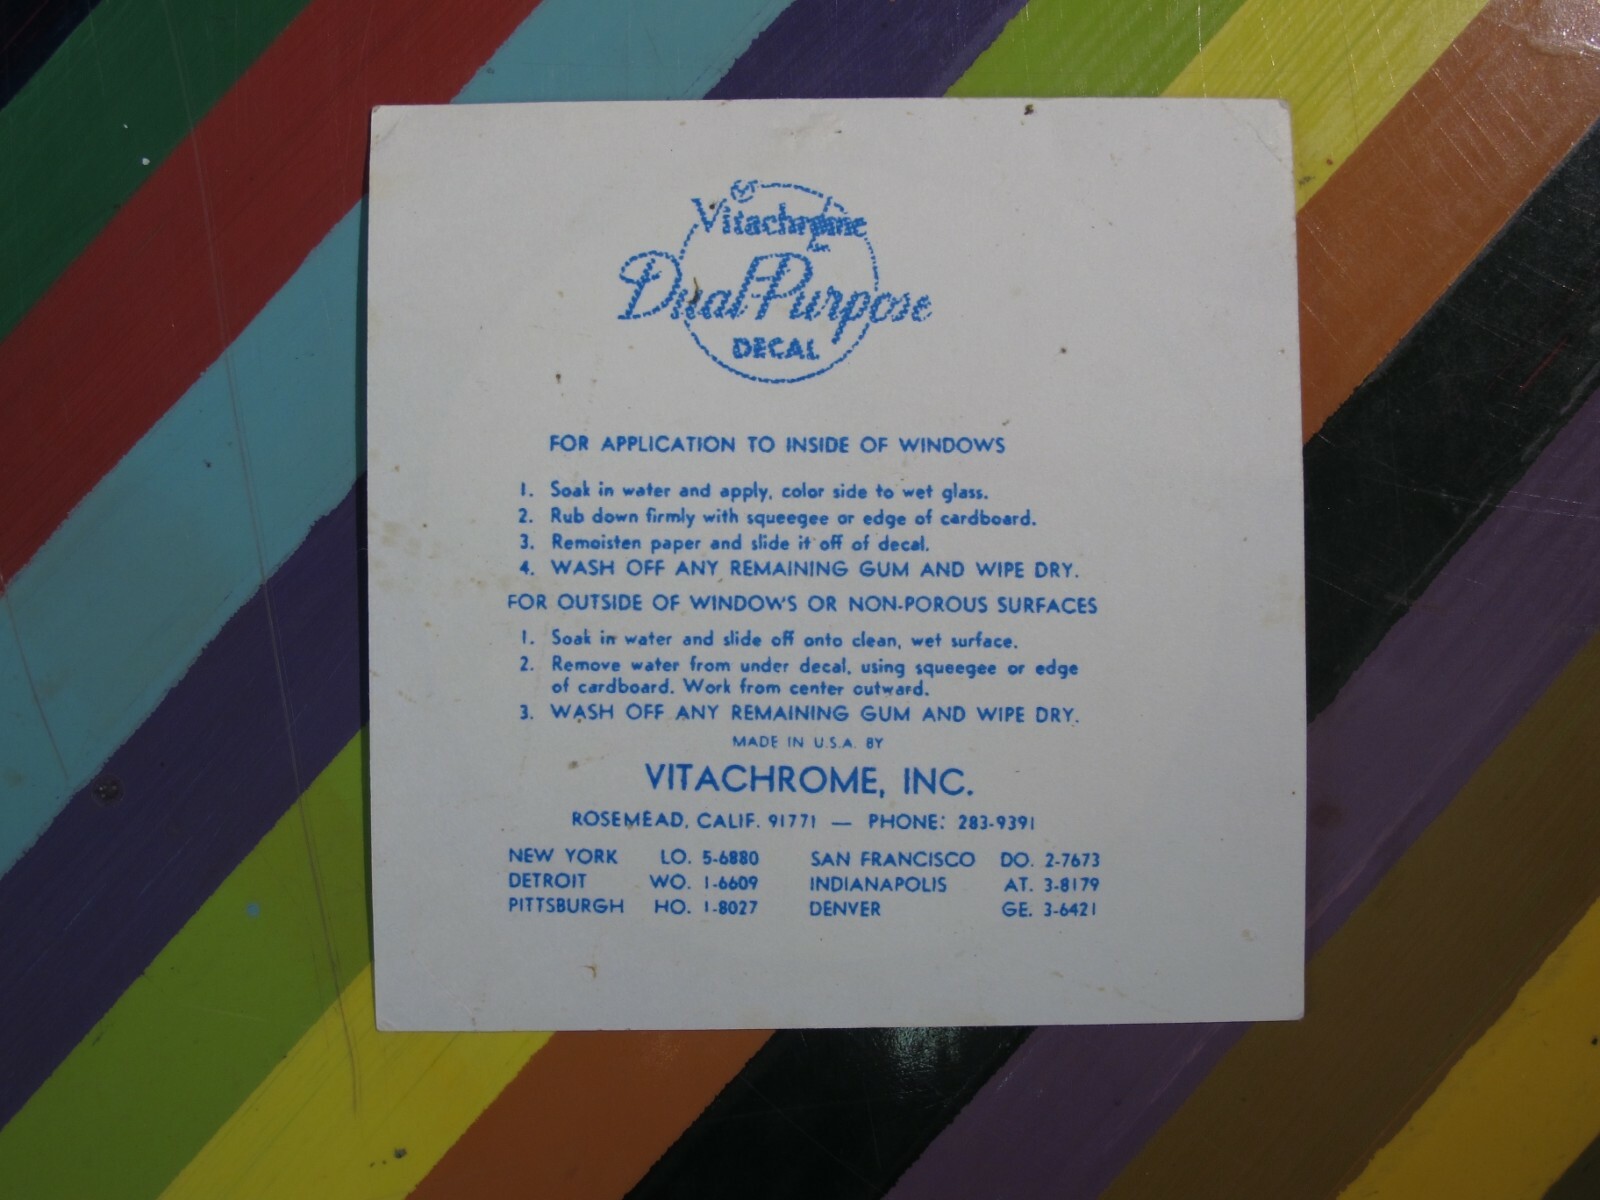 Vitachrome
Dual-Purpose
DECAL
FOR APPLICATION TO INSIDE OF WINDOWS
1. Soak in water and apply, color side to wet glass.
2. Rub down firmly with squeegee or edge of cardboard.
3. Remoisten paper and slide it off of decal.
4. WASH OFF ANY REMAINING GUM AND WIPE DRY.
FOR OUTSIDE OF WINDOWS OR NON-POROUS SURFACES
1. Soak in water and slide off onto clean, wet surface.
2. Remove water from under decal, using squeegee or edge
of cardboard. Work from center outward.
3. WASH OFF ANY REMAINING GUM AND WIPE DRY.
MADE IN U.S.A. BY
VITACHROME, INC.
ROSEMEAD, CALIF. 91771 — PHONE: 283-9391
NEW YORK LO. 5-6880 SAN FRANCISCO DO. 2-7673
DETROIT WO. 1-6609 INDIANAPOLIS AT. 3-8179
PITTSBURGH HO. 1-8027 DENVER GE. 3-6421